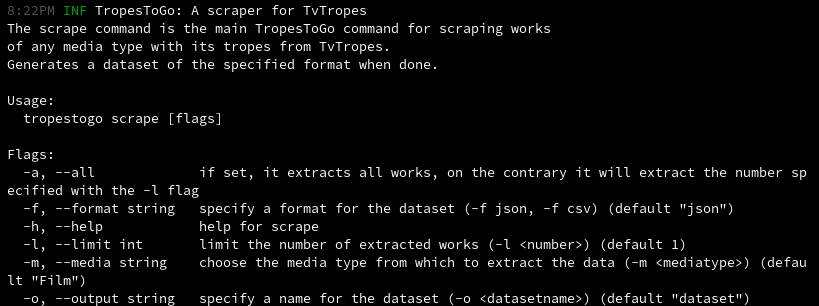 8:22PM INF TropesToGo: A scraper for TvTropes
The scrape command is the main TropesToGo command for scraping works
of any media type with its tropes from TvTropes.
Generates a dataset of the specified format when done.

Usage:
  tropestogo scrape [flags]

Flags:
  -a, --all             if set, it extracts all works, on the contrary it will extract the number sp
ecified with the -l flag
  -f, --format string   specify a format for the dataset (-f json, -f csv) (default "json")
  -h, --help            help for scrape
  -l, --limit int       limit the number of extracted works (-l <number>) (default 1)
  -m, --media string    choose the media type from which to extract the data (-m <mediatype>) (defau
lt "Film")
  -o, --output string   specify a name for the dataset (-o <datasetname>) (default "dataset")